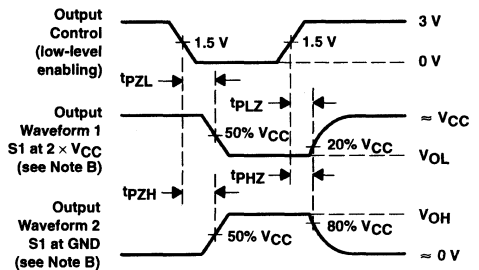 Output
Control
(low-level
enabling)
1.5 V
1.5 V
3 V
0 V
tPZL
tPLZ
Output
Waveform 1
S1 at 2 × VCC
(see Note B)
50% VCC
20% VCC
≈ VCC
VOL
tPZH
tPHZ
Output
Waveform 2
S1 at GND
(see Note B)
50% VCC
80% VCC
VOH
≈ 0 V